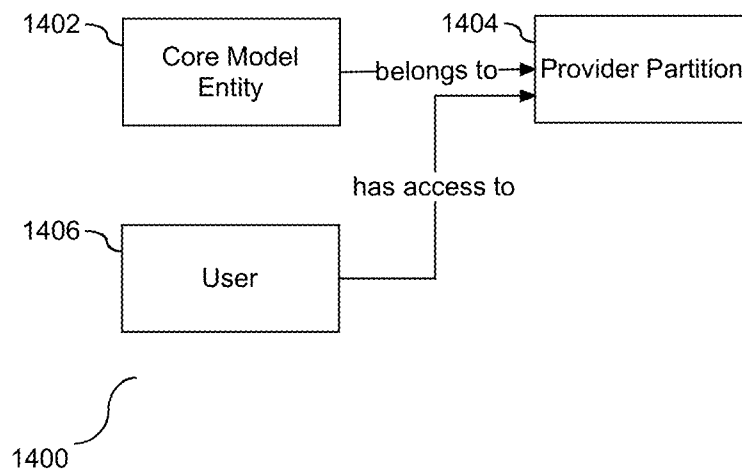 1402
1404
Core Model
Entity
belongs to
Provider Partition
has access to
1406
User
1400